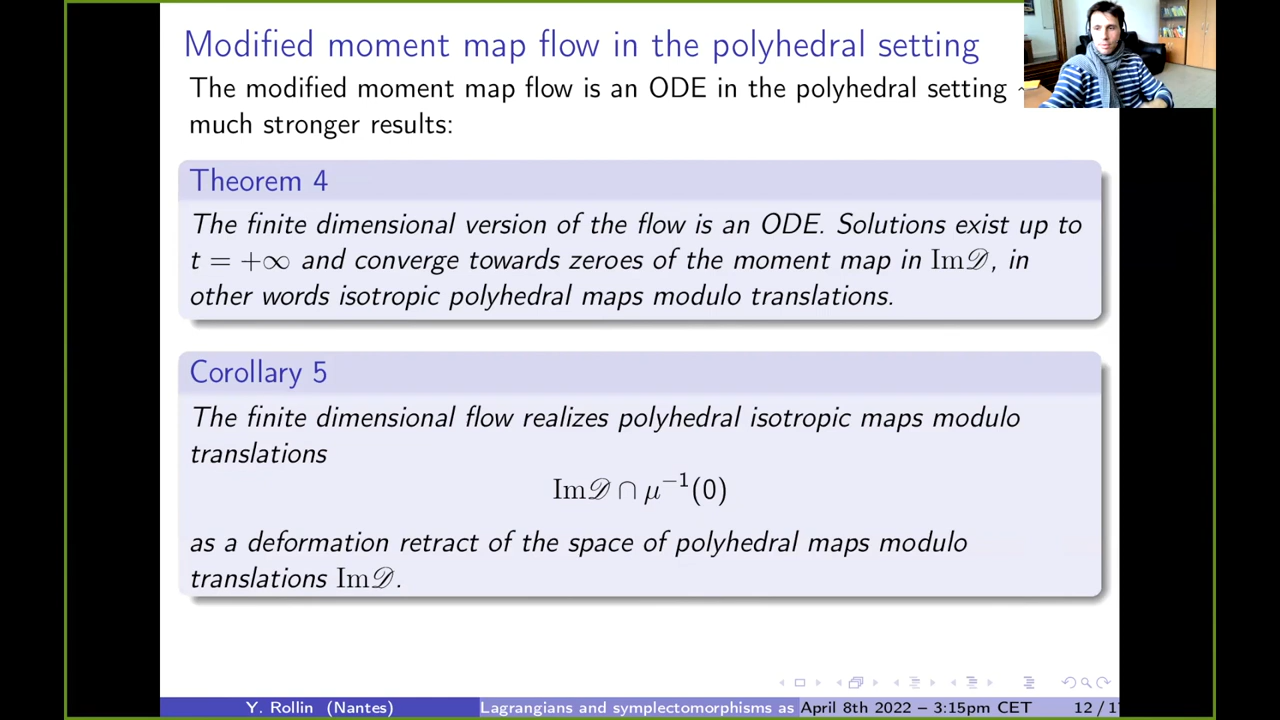 Modified moment map flow in the polyhedral setting
The modified moment map flow is an ODE in the polyhedral setting
much stronger results:
Theorem 4
The finite dimensional version of the flow is an ODE. Solutions exist up to
t = +∞ and converge towards zeroes of the moment map in Im𝒟, in
other words isotropic polyhedral maps modulo translations.
Corollary 5
The finite dimensional flow realizes polyhedral isotropic maps modulo
translations
Im𝒟 ∩ μ⁻¹(0)
as a deformation retract of the space of polyhedral maps modulo
translations Im𝒟.
Y. Rollin (Nantes) Lagrangians and symplectomorphisms as April 8th 2022 – 3:15pm CET 12 / 1